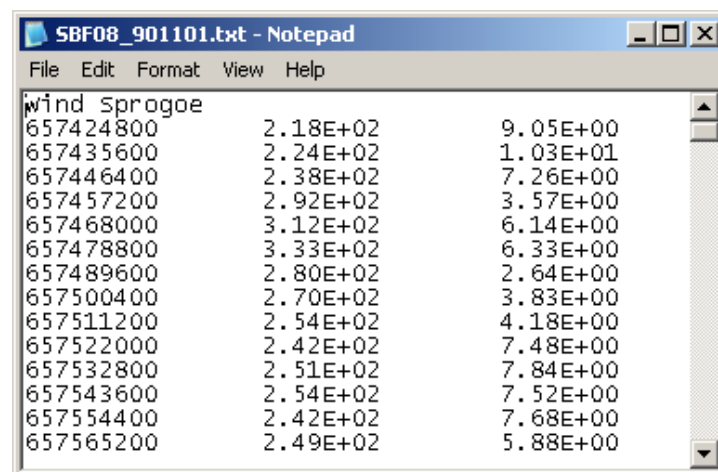 SBF08_901101.txt - Notepad
File Edit Format View Help
Wind Sprogoe
657424800 2.18E+02 9.05E+00
657435600 2.24E+02 1.03E+01
657446400 2.38E+02 7.26E+00
657457200 2.92E+02 3.57E+00
657468000 3.12E+02 6.14E+00
657478800 3.33E+02 6.33E+00
657489600 2.80E+02 2.64E+00
657500400 2.70E+02 3.83E+00
657511200 2.54E+02 4.18E+00
657522000 2.42E+02 7.48E+00
657532800 2.51E+02 7.84E+00
657543600 2.54E+02 7.52E+00
657554400 2.42E+02 7.68E+00
657565200 2.49E+02 5.88E+00